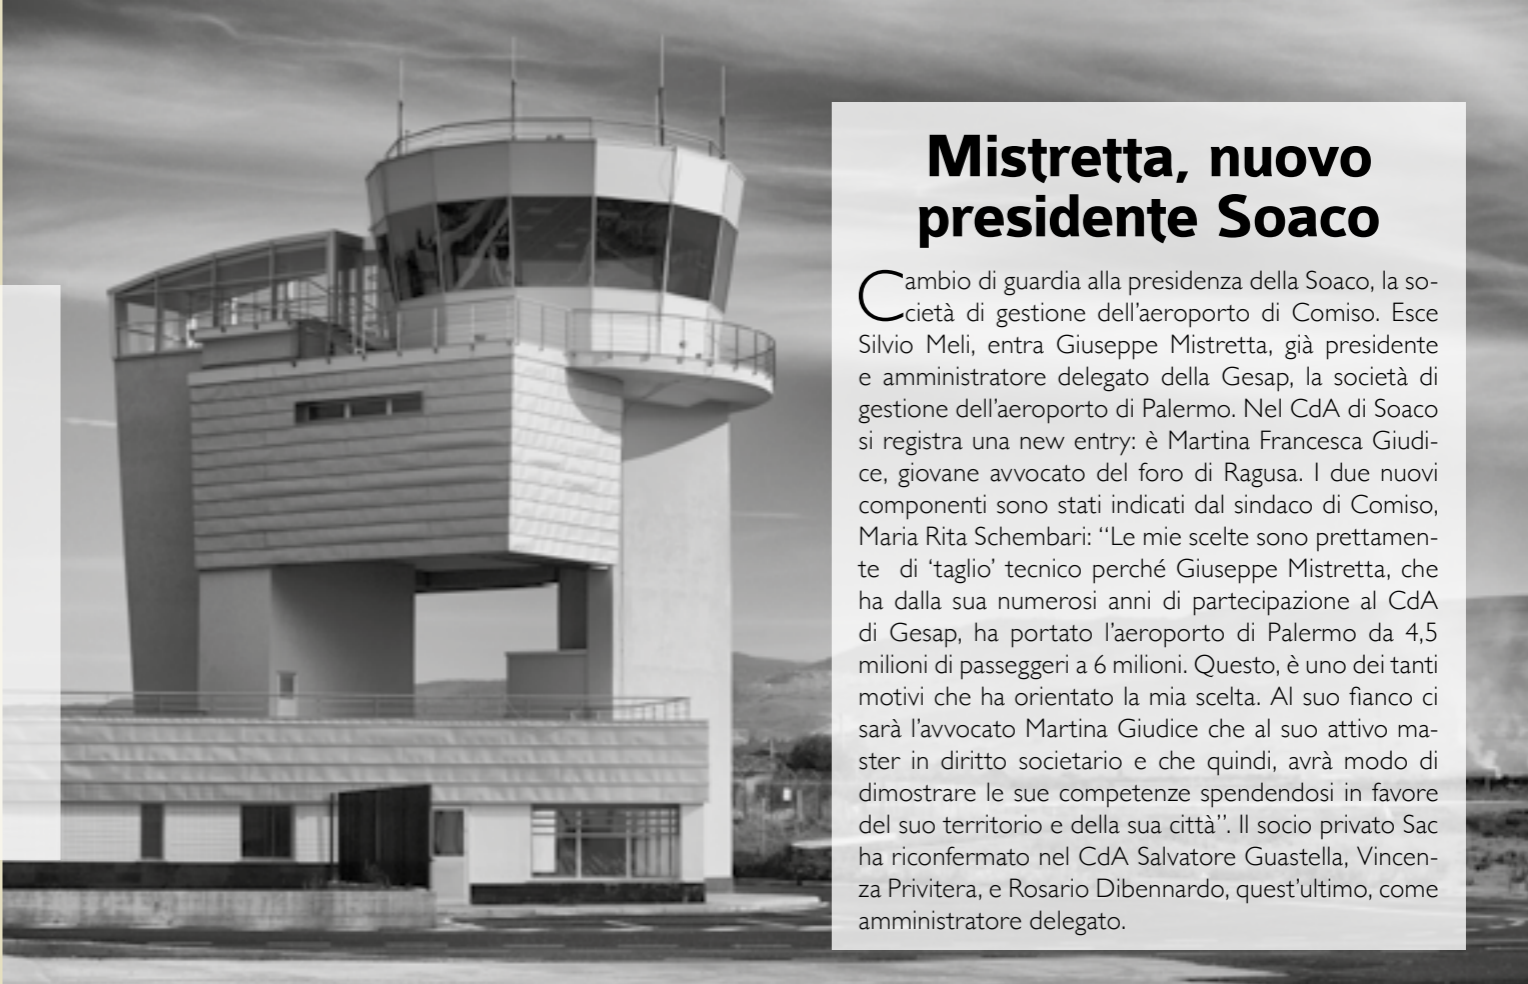 Mistretta, nuovo
presidente Soaco
Cambio di guardia alla presidenza della Soaco, la so-
cietà di gestione dell’aeroporto di Comiso. Esce
Silvio Meli, entra Giuseppe Mistretta, già presidente
e amministratore delegato della Gesap, la società di
gestione dell’aeroporto di Palermo. Nel CdA di Soaco
si registra una new entry: è Martina Francesca Giudi-
ce, giovane avvocato del foro di Ragusa. I due nuovi
componenti sono stati indicati dal sindaco di Comiso,
Maria Rita Schembari: “Le mie scelte sono prettamen-
te di ‘taglio’ tecnico perché Giuseppe Mistretta, che
ha dalla sua numerosi anni di partecipazione al CdA
di Gesap, ha portato l’aeroporto di Palermo da 4,5
milioni di passeggeri a 6 milioni. Questo, è uno dei tanti
motivi che ha orientato la mia scelta. Al suo fianco ci
sarà l’avvocato Martina Giudice che al suo attivo ma-
ster in diritto societario e che quindi, avrà modo di
dimostrare le sue competenze spendendosi in favore
del suo territorio e della sua città”. Il socio privato Sac
ha riconfermato nel CdA Salvatore Guastella, Vincen-
za Privitera, e Rosario Dibennardo, quest’ultimo, come
amministratore delegato.